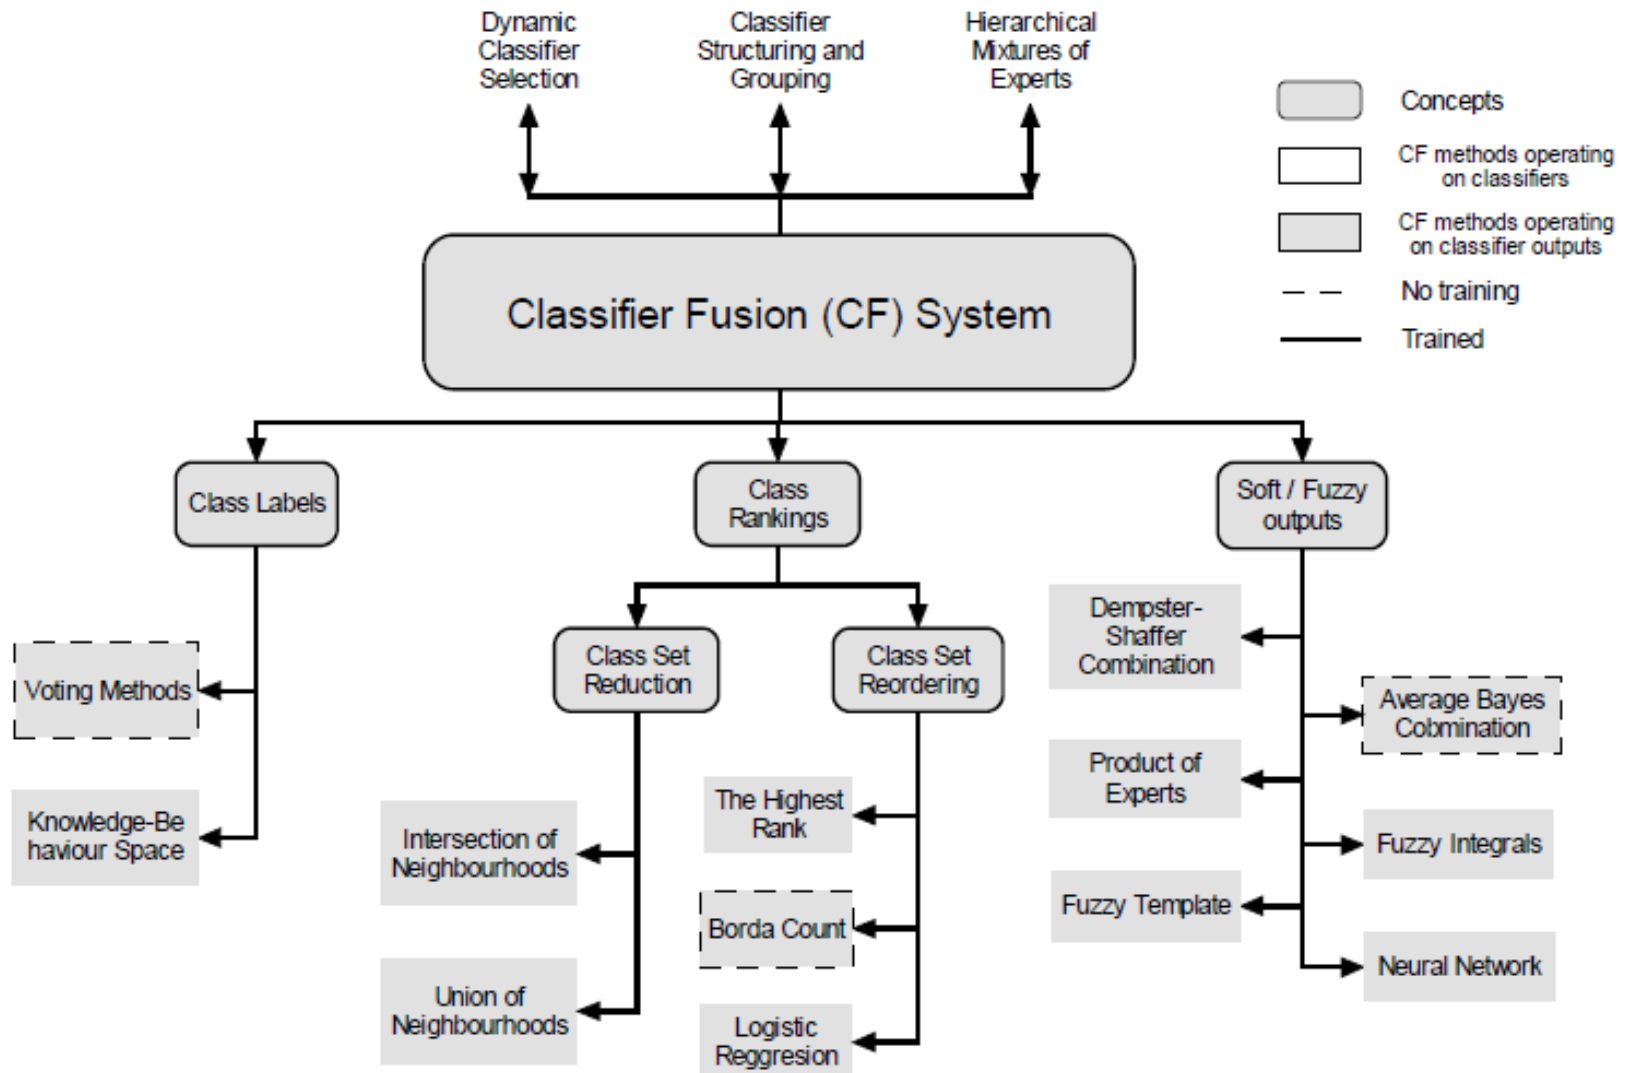 Dynamic
Classifier
Selection
Classifier
Structuring and
Grouping
Hierarchical
Mixtures of
Experts
Concepts
CF methods operating
on classifiers
CF methods operating
on classifier outputs
No training
Trained
Classifier Fusion (CF) System
Class Labels
Class
Rankings
Soft / Fuzzy
outputs
Voting Methods
Knowledge-Be
haviour Space
Class Set
Reduction
Class Set
Reordering
Intersection of
Neighbourhoods
Union of
Neighbourhoods
The Highest
Rank
Borda Count
Logistic
Reggresion
Dempster-
Shaffer
Combination
Average Bayes
Cobmination
Product of
Experts
Fuzzy Integrals
Fuzzy Template
Neural Network